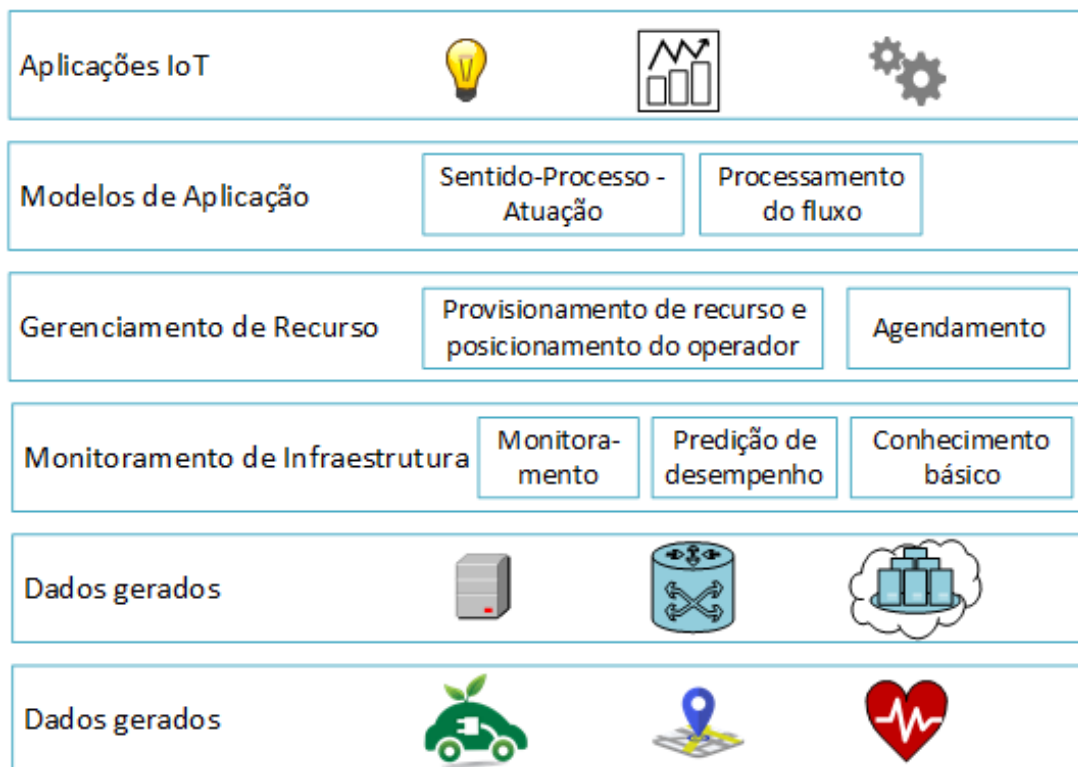 Aplicações IoT
Modelos de Aplicação
Sentido-Processo -
Atuação
Processamento
do fluxo
Gerenciamento de Recurso
Provisionamento de recurso e
posicionamento do operador
Agendamento
Monitoramento de Infraestrutura
Monitora-
mento
Predição de
desempenho
Conhecimento
básico
Dados gerados
Dados gerados